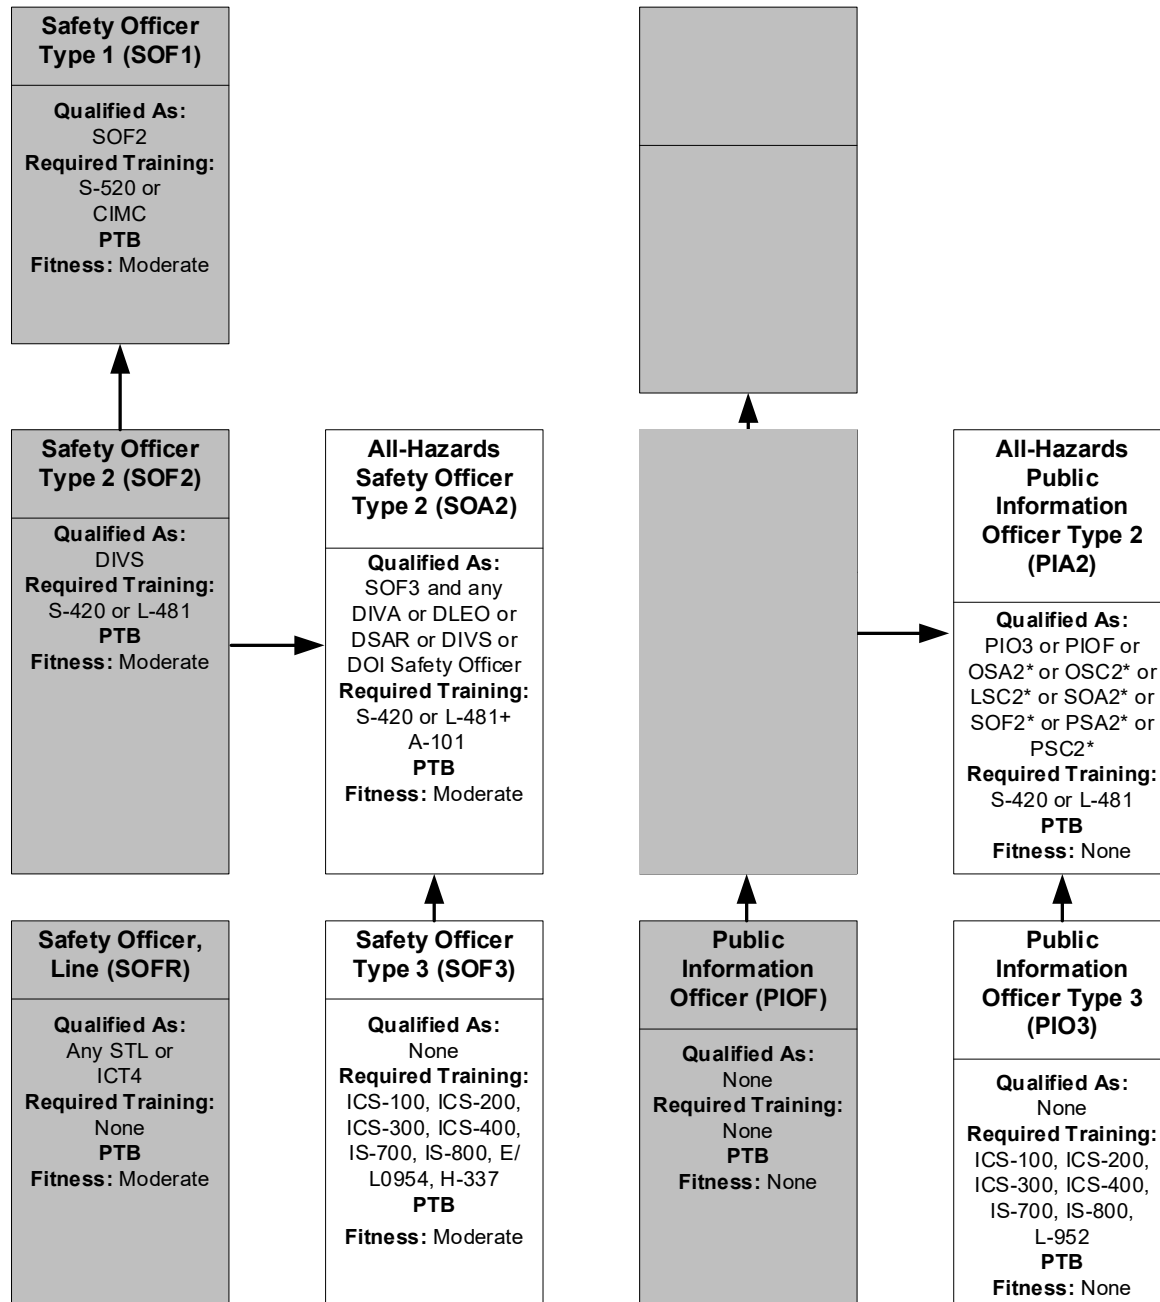 Safety Officer
Type 1 (SOF1)
Qualified As:
SOF2
Required Training:
S-520 or
CIMC
PTB
Fitness: Moderate
Safety Officer
Type 2 (SOF2)
Qualified As:
DIVS
Required Training:
S-420 or L-481
PTB
Fitness: Moderate
All-Hazards
Safety Officer
Type 2 (SOA2)
Qualified As:
SOF3 and any
DIVA or DLEO or
DSAR or DIVS or
DOI Safety Officer
Required Training:
S-420 or L-481+
A-101
PTB
Fitness: Moderate
All-Hazards
Public
Information
Officer Type 2
(PIA2)
Qualified As:
PIO3 or PIOF or
OSA2* or OSC2* or
LSC2* or SOA2* or
SOF2* or PSA2* or
PSC2*
Required Training:
S-420 or L-481
PTB
Fitness: None
Safety Officer,
Line (SOFR)
Qualified As:
Any STL or
ICT4
Required Training:
None
PTB
Fitness: Moderate
Safety Officer
Type 3 (SOF3)
Qualified As:
None
Required Training:
ICS-100, ICS-200,
ICS-300, ICS-400,
IS-700, IS-800, E/
L0954, H-337
PTB
Fitness: Moderate
Public
Information
Officer (PIOF)
Qualified As:
None
Required Training:
None
PTB
Fitness: None
Public
Information
Officer Type 3
(PIO3)
Qualified As:
None
Required Training:
ICS-100, ICS-200,
ICS-300, ICS-400,
IS-700, IS-800,
L-952
PTB
Fitness: None